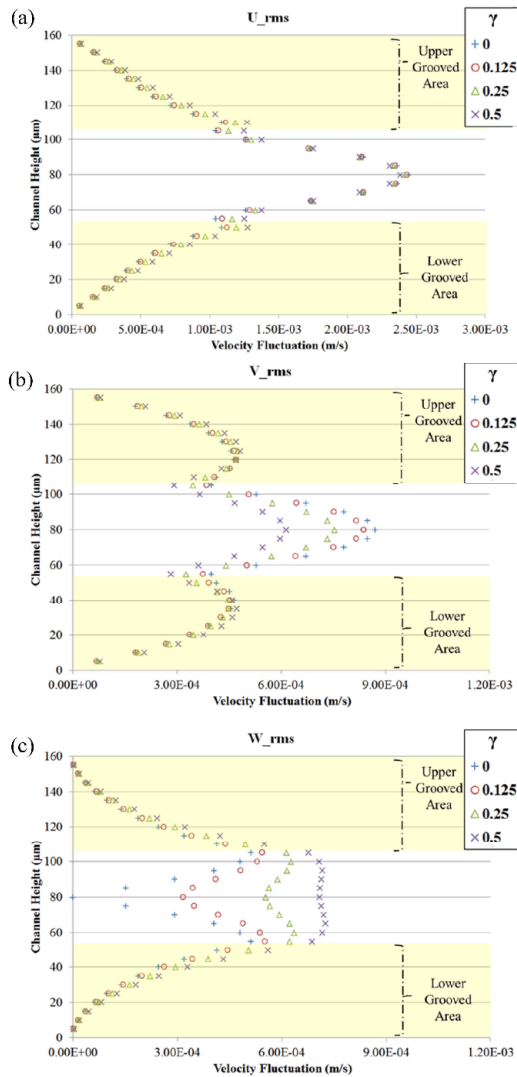 (a)
U_rms
γ
0
0.125
0.25
0.5
Upper
Grooved
Area
Lower
Grooved
Area
Channel Height (μm)
160
140
120
100
80
60
40
20
0
0.00E+00 5.00E-04 1.00E-03 1.50E-03 2.00E-03 2.50E-03 3.00E-03
Velocity Fluctuation (m/s)
(b)
V_rms
γ
0
0.125
0.25
0.5
Upper
Grooved
Area
Lower
Grooved
Area
Channel Height (μm)
160
140
120
100
80
60
40
20
0
0.00E+00 3.00E-04 6.00E-04 9.00E-04 1.20E-03
Velocity Fluctuation (m/s)
(c)
W_rms
γ
0
0.125
0.25
0.5
Upper
Grooved
Area
Lower
Grooved
Area
Channel Height (μm)
160
140
120
100
80
60
40
20
0
0.00E+00 3.00E-04 6.00E-04 9.00E-04 1.20E-03
Velocity Fluctuation (m/s)